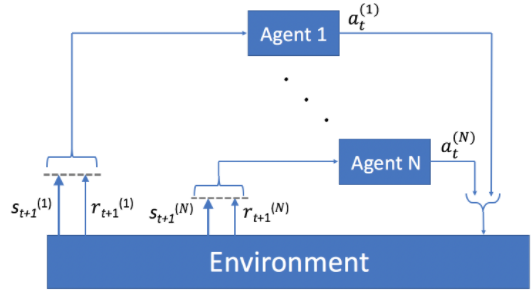 Agent 1
a_t^{(1)}
Agent N
a_t^{(N)}
s_{t+1}^{(1)} r_{t+1}^{(1)}
s_{t+1}^{(N)} r_{t+1}^{(N)}
Environment